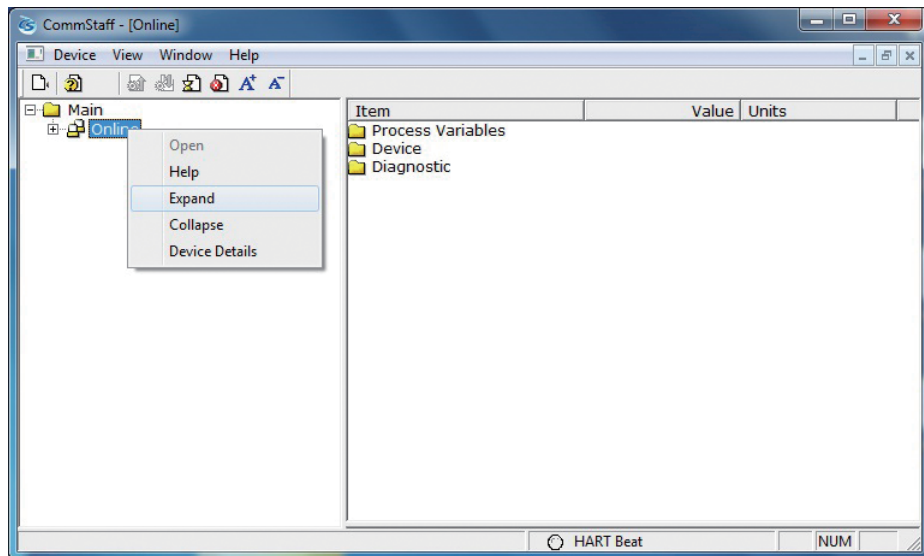 CommStaff - [Online]
Device View Window Help
Main
Online
Open
Help
Expand
Collapse
Device Details
Item Value Units
Process Variables
Device
Diagnostic
HART Beat NUM